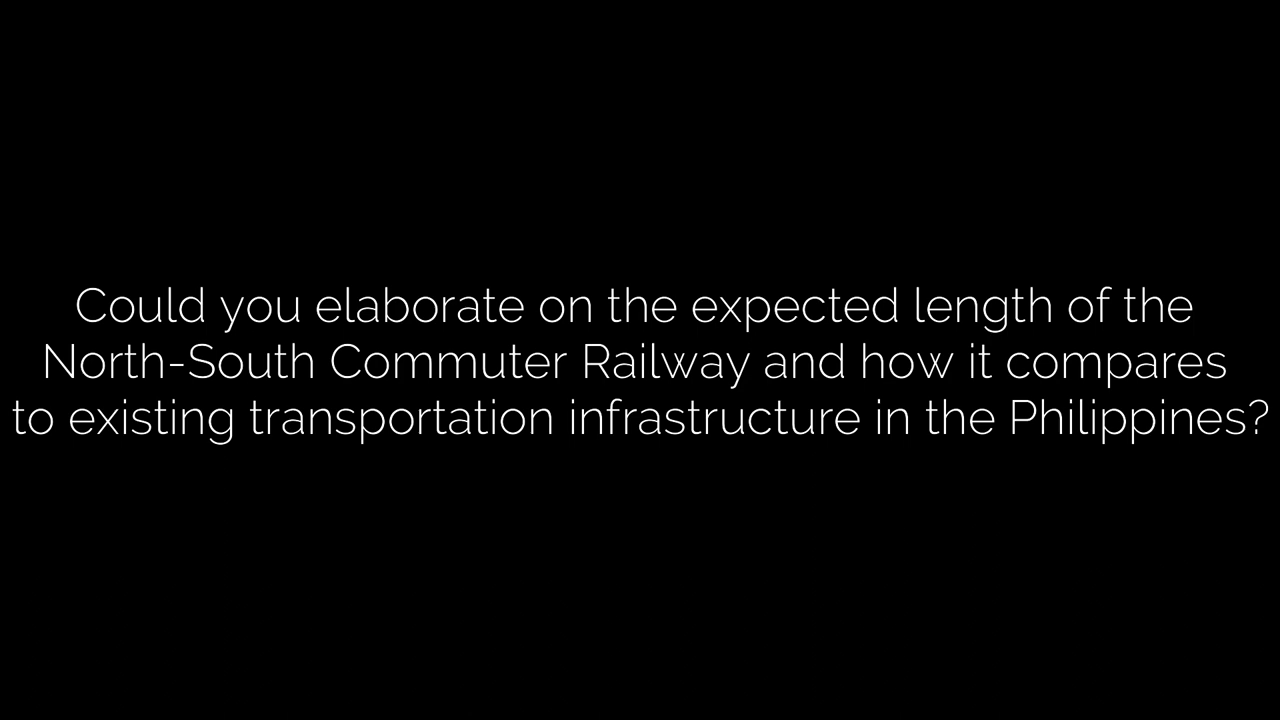 Could you elaborate on the expected length of the
North-South Commuter Railway and how it compares
to existing transportation infrastructure in the Philippines?